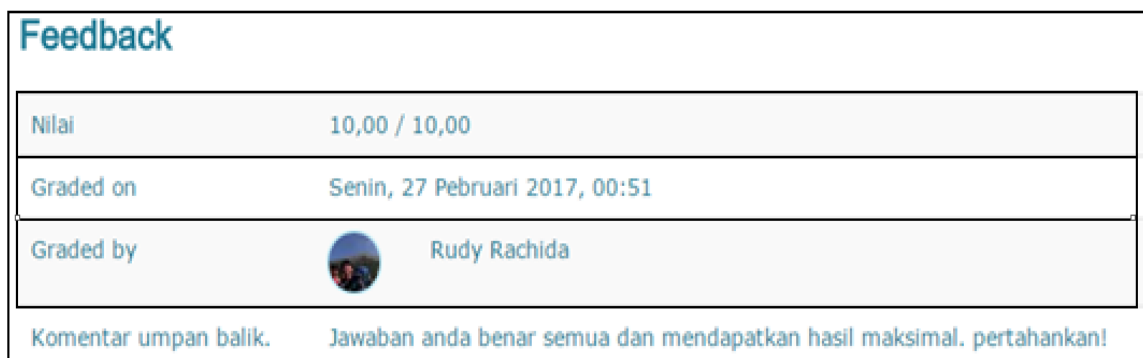 Feedback
Nilai 10,00 / 10,00
Graded on Senin, 27 Pebruari 2017, 00:51
Graded by Rudy Rachida
Komentar umpan balik. Jawaban anda benar semua dan mendapatkan hasil maksimal. pertahankan!